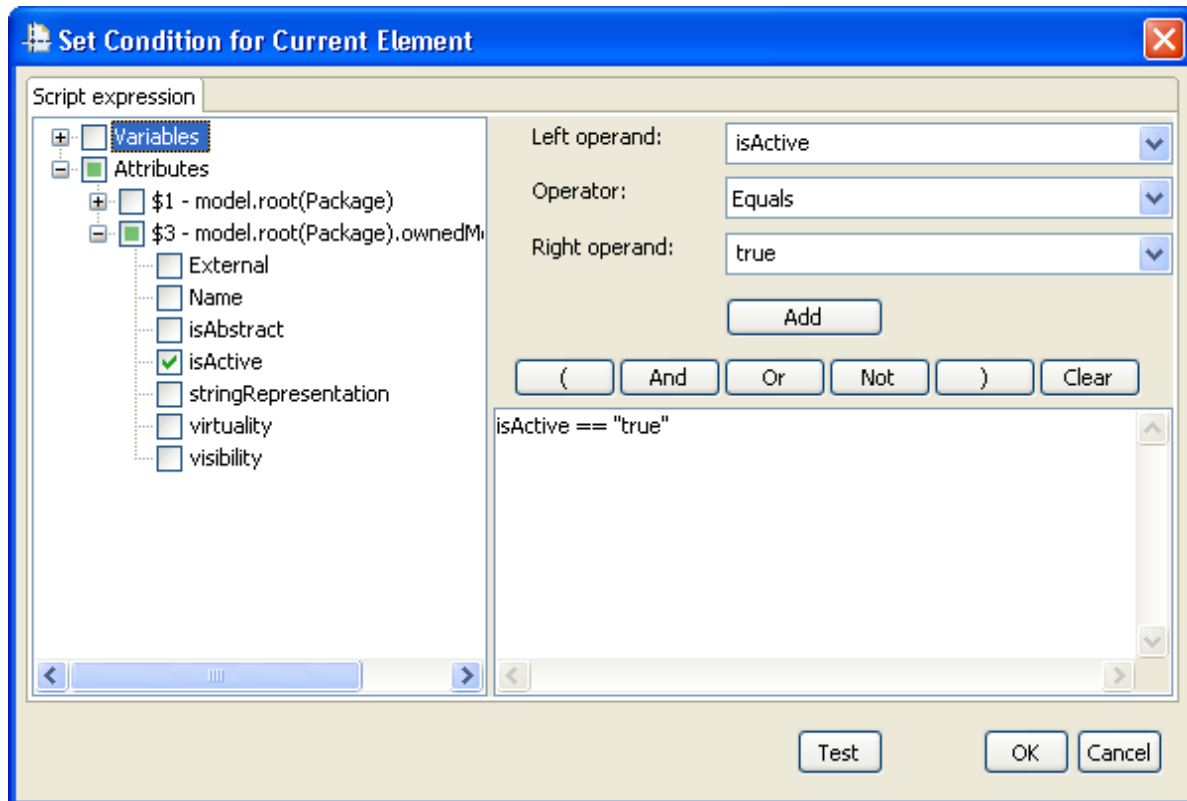 Set Condition for Current Element
Script expression
Variables
Attributes
$1 - model.root(Package)
$3 - model.root(Package).ownedM
External
Name
isAbstract
isActive
stringRepresentation
virtuality
visibility
Left operand:
isActive
Operator:
Equals
Right operand:
true
Add
( And Or Not ) Clear
isActive == "true"
Test OK Cancel